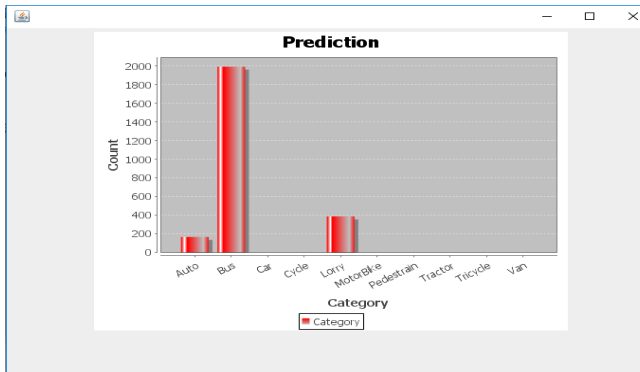 Prediction
2000
1800
1600
1400
1200
1000
800
600
400
200
0
Count
Auto Bus Car Cycle Lorry MotorBike Pedestrain Tractor Tricycle Van
Category
Category